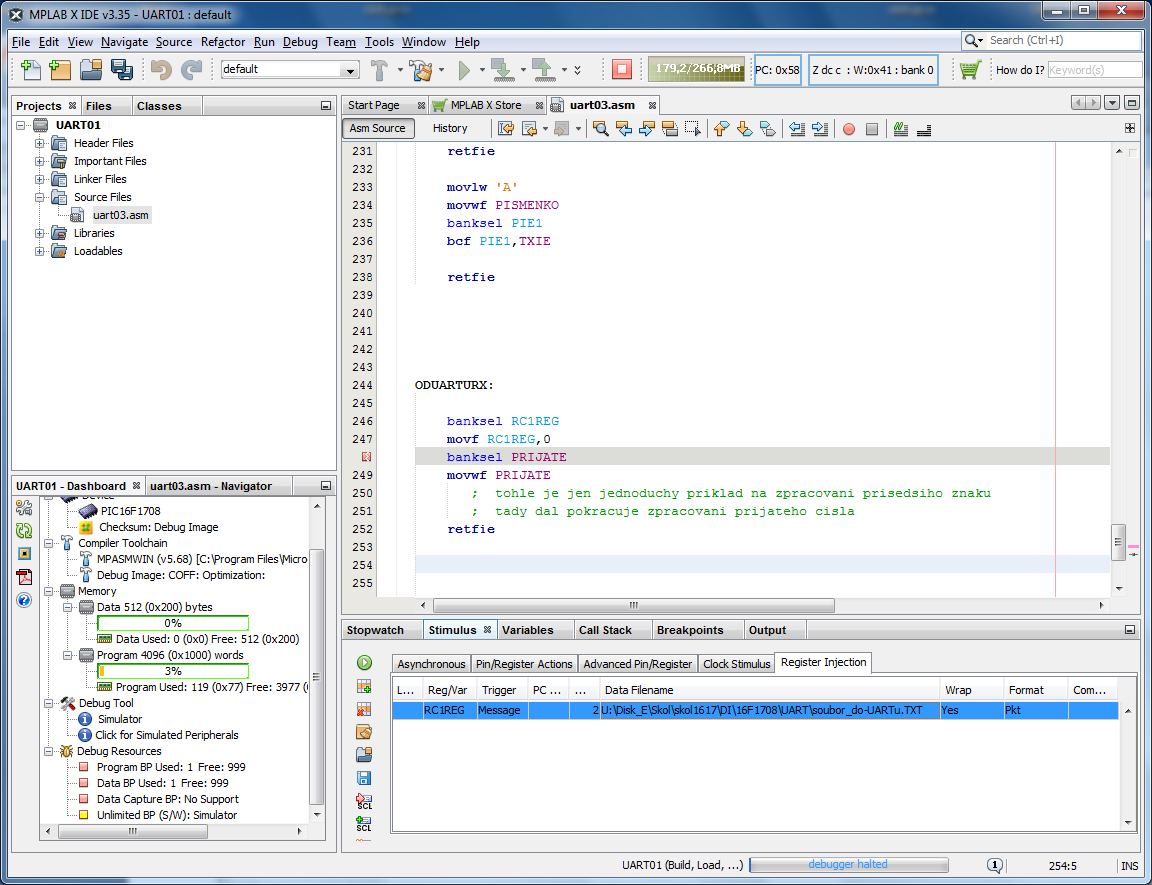 MPLAB X IDE v3.35 - UART01 : default
File Edit View Navigate Source Refactor Run Debug Team Tools Window Help
Search (Ctrl+I)
default
179,2/266,8MB
PC: 0x58
Z dc c : W:0x41 : bank 0
How do I?
Keyword(s)
Projects
Files
Classes
UART01
Header Files
Important Files
Linker Files
Source Files
uart03.asm
Libraries
Loadables
Start Page
MPLAB X Store
uart03.asm
Asm Source
History
231 retfie
232
233 movlw 'A'
234 movwf PISMENKO
235 banksel PIE1
236 bcf PIE1,TXIE
237
238 retfie
239
240
241
242
243
244 ODUARTURX:
245
246 banksel RC1REG
247 movf RC1REG,0
banksel PRIJATE
249 movwf PRIJATE
250 ; tohle je jen jednoduchy priklad na zpracovani prisedsiho znaku
251 ; tady dal pokracuje zpracovani prijateho cisla
252 retfie
253
254
255
UART01 - Dashboard
uart03.asm - Navigator
Device
PIC16F1708
Checksum: Debug Image
Compiler Toolchain
MPASMWIN (v5.68) [C:\Program Files\Micro
Debug Image: COFF: Optimization:
Memory
Data 512 (0x200) bytes
0%
Data Used: 0 (0x0) Free: 512 (0x200)
Program 4096 (0x1000) words
3%
Program Used: 119 (0x77) Free: 3977 (
Debug Tool
Simulator
Click for Simulated Peripherals
Debug Resources
Program BP Used: 1 Free: 999
Data BP Used: 1 Free: 999
Data Capture BP: No Support
Unlimited BP (S/W): Simulator
Stopwatch
Stimulus
Variables
Call Stack
Breakpoints
Output
Asynchronous
Pin/Register Actions
Advanced Pin/Register
Clock Stimulus
Register Injection
L... Reg/Var Trigger PC ... ... Data Filename Wrap Format Com...
RC1REG Message 2 U:\Disk_E\Skol\skol1617\DI\16F1708\UART\soubor_do-UARTu.TXT Yes Pkt
SCL
SCL
UART01 (Build, Load, ...)
debugger halted
1
254:5
INS